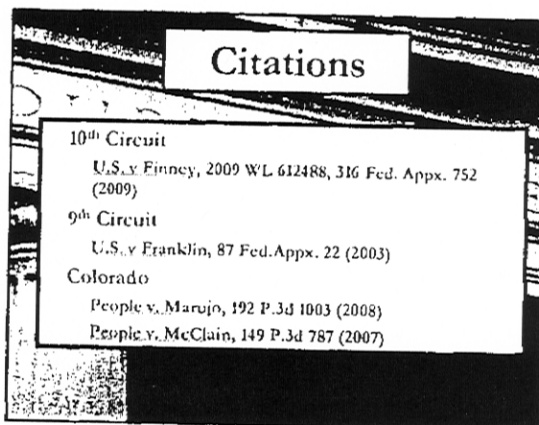 Citations
10th Circuit
U.S. v Finney, 2009 WL 612488, 316 Fed. Appx. 752
(2009)
9th Circuit
U.S. v Franklin, 87 Fed.Appx. 22 (2003)
Colorado
People v. Marujo, 192 P.3d 1003 (2008)
People v. McClain, 149 P.3d 787 (2007)